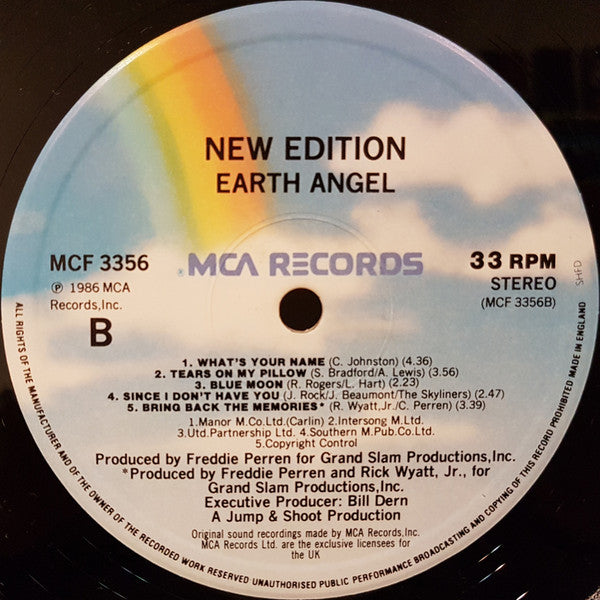 NEW EDITION
EARTH ANGEL
MCF 3356
℗ 1986 MCA
Records,Inc.
B
®MCA RECORDS
33 RPM
STEREO
(MCF 3356B)
SHFD
1. WHAT'S YOUR NAME (C. Johnston) (4.36)
2. TEARS ON MY PILLOW (S. Bradford/A. Lewis) (3.56)
3. BLUE MOON (R. Rogers/L. Hart) (2.23)
4. SINCE I DON'T HAVE YOU (J. Rock/J. Beaumont/The Skyliners) (2.47)
5. BRING BACK THE MEMORIES* (R. Wyatt,Jr./C. Perren) (3.39)
1.Manor M.Co.Ltd.(Carlin) 2.Intersong M.Ltd.
3.Utd.Partnership Ltd. 4.Southern M.Pub.Co.Ltd.
5.Copyright Control
Produced by Freddie Perren for Grand Slam Productions,Inc.
*Produced by Freddie Perren and Rick Wyatt, Jr., for
Grand Slam Productions,Inc.
Executive Producer: Bill Dern
A Jump & Shoot Production
Original sound recordings made by MCA Records,Inc.
MCA Records Ltd. are the exclusive licensees for
the UK
ALL RIGHTS OF THE MANUFACTURER AND OF THE OWNER OF THE RECORDED WORK RESERVED UNAUTHORISED PUBLIC PERFORMANCE BROADCASTING AND COPYING OF THIS RECORD PROHIBITED MADE IN ENGLAND